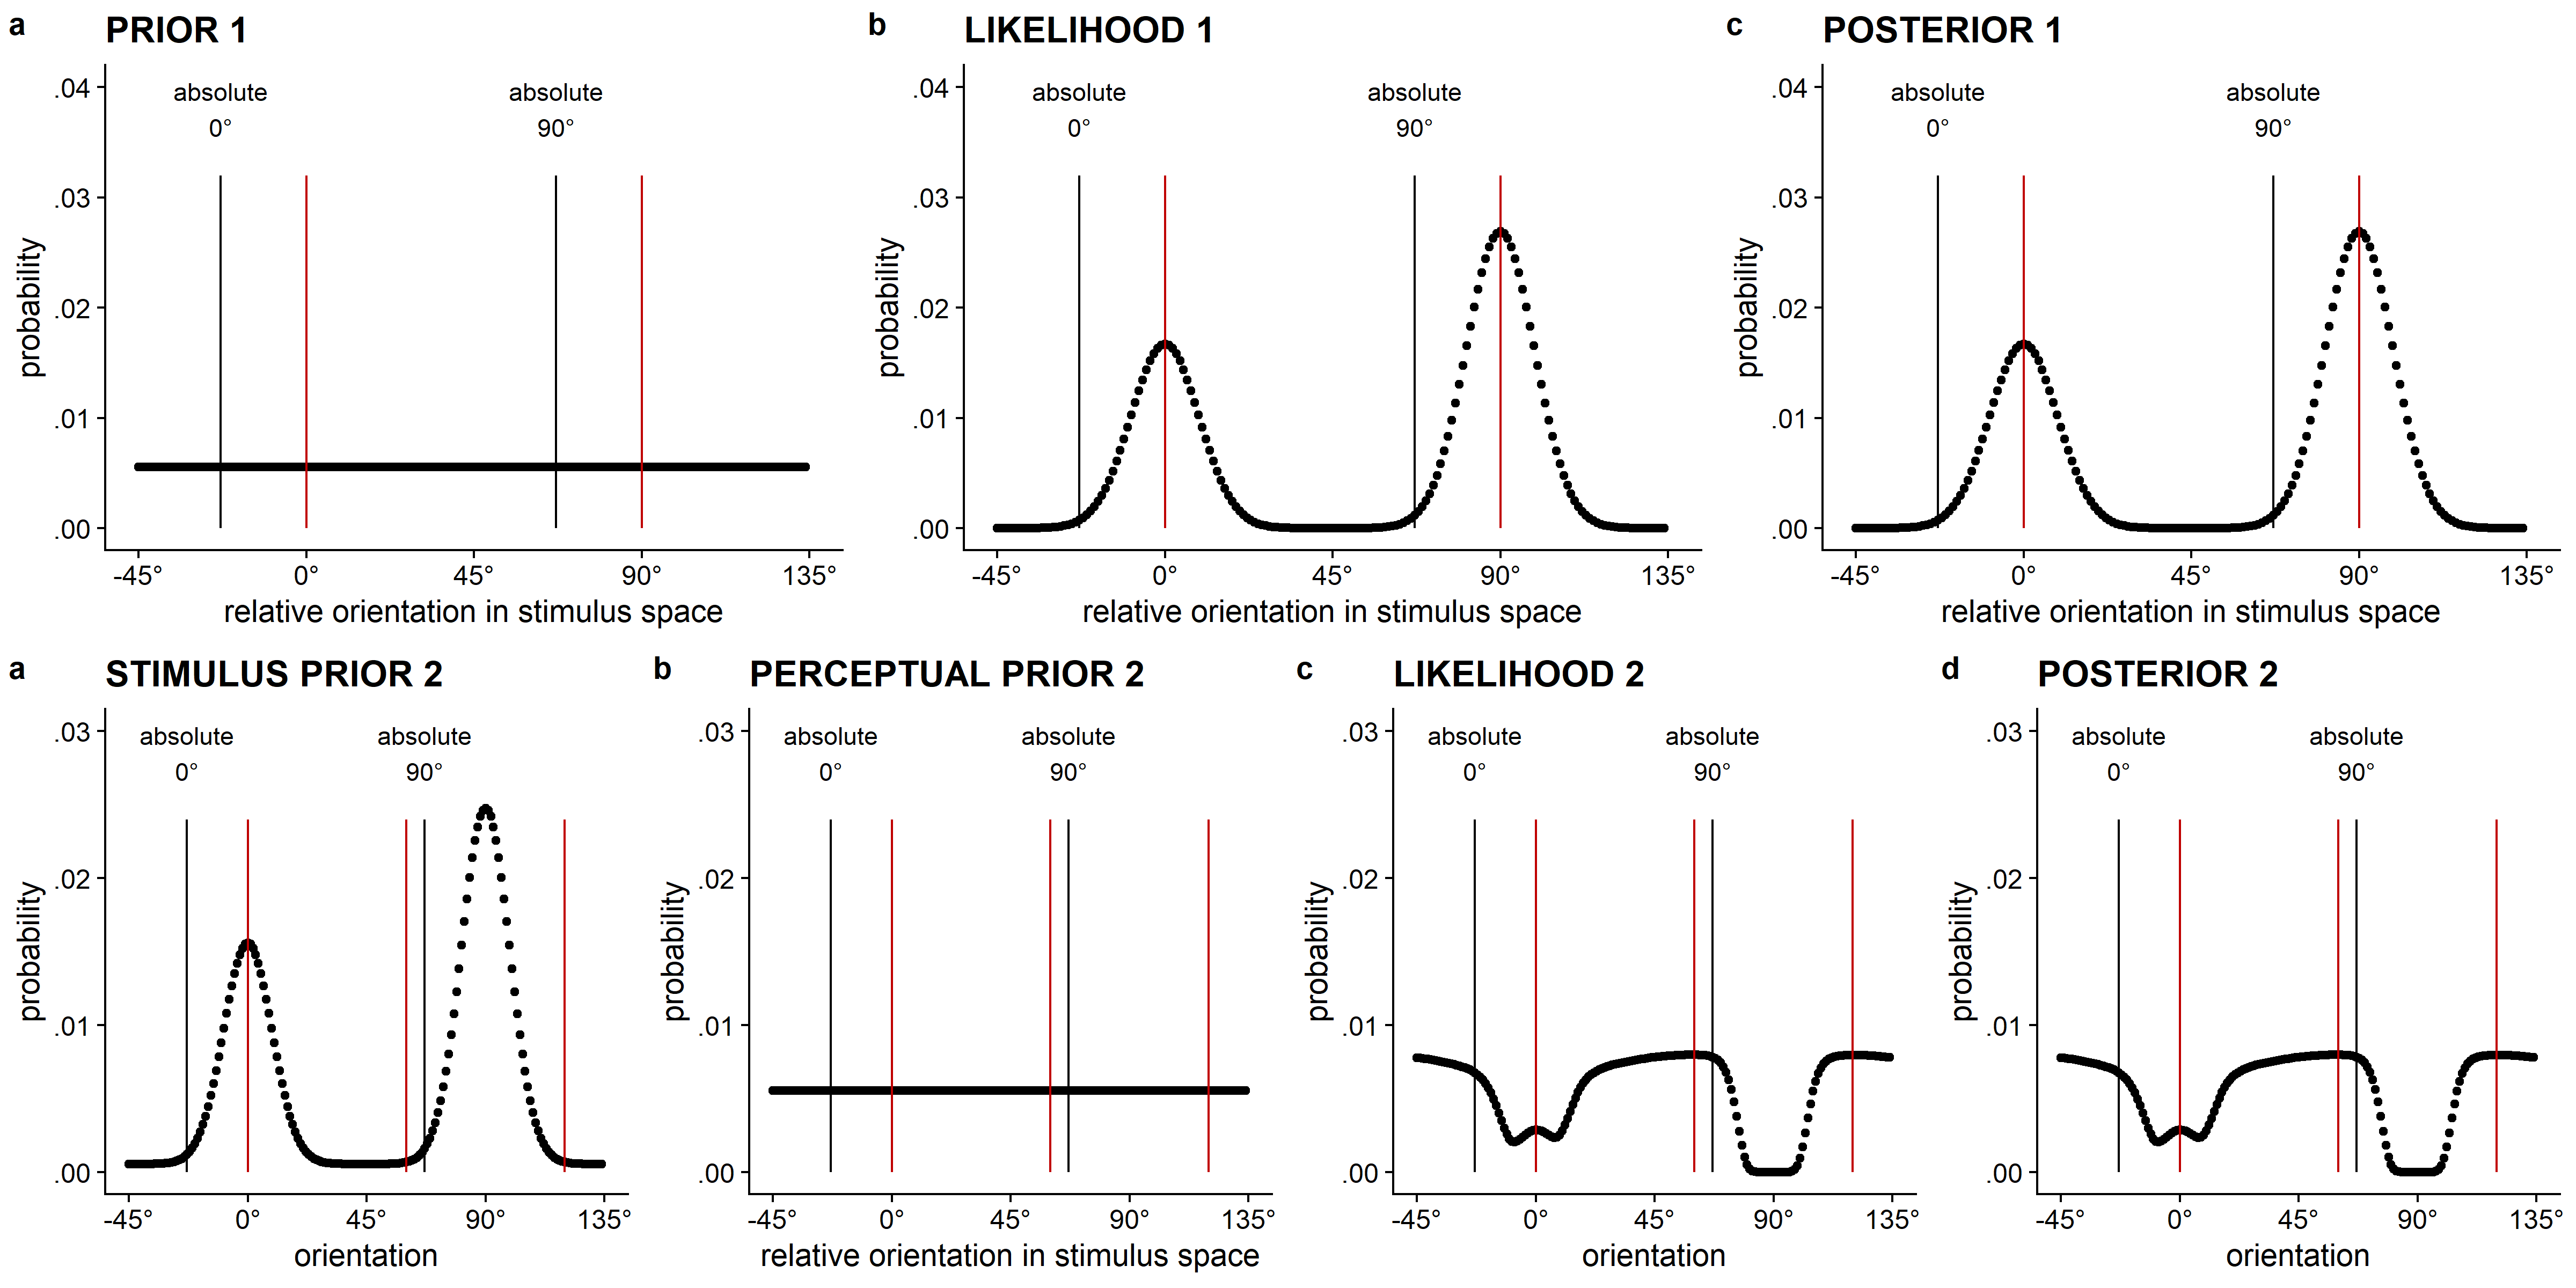 a PRIOR 1
absolute absolute
0° 90°
.04
.03
.02
.01
.00
probability
-45° 0° 45° 90° 135°
relative orientation in stimulus space
b LIKELIHOOD 1
absolute absolute
0° 90°
.04
.03
.02
.01
.00
probability
-45° 0° 45° 90° 135°
relative orientation in stimulus space
c POSTERIOR 1
absolute absolute
0° 90°
.04
.03
.02
.01
.00
probability
-45° 0° 45° 90° 135°
relative orientation in stimulus space
a STIMULUS PRIOR 2
absolute absolute
0° 90°
.03
.02
.01
.00
probability
-45° 0° 45° 90° 135°
orientation
b PERCEPTUAL PRIOR 2
absolute absolute
0° 90°
.03
.02
.01
.00
probability
-45° 0° 45° 90° 135°
relative orientation in stimulus space
c LIKELIHOOD 2
absolute absolute
0° 90°
.03
.02
.01
.00
probability
-45° 0° 45° 90° 135°
orientation
d POSTERIOR 2
absolute absolute
0° 90°
.03
.02
.01
.00
probability
-45° 0° 45° 90° 135°
orientation